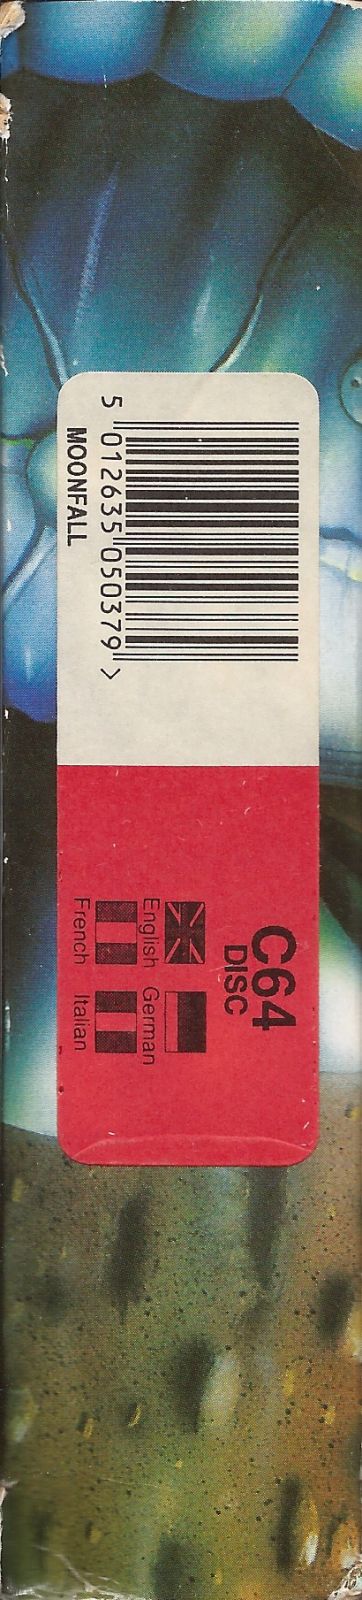 5 012635 050379 >
MOONFALL
C64
DISC
English German
French Italian